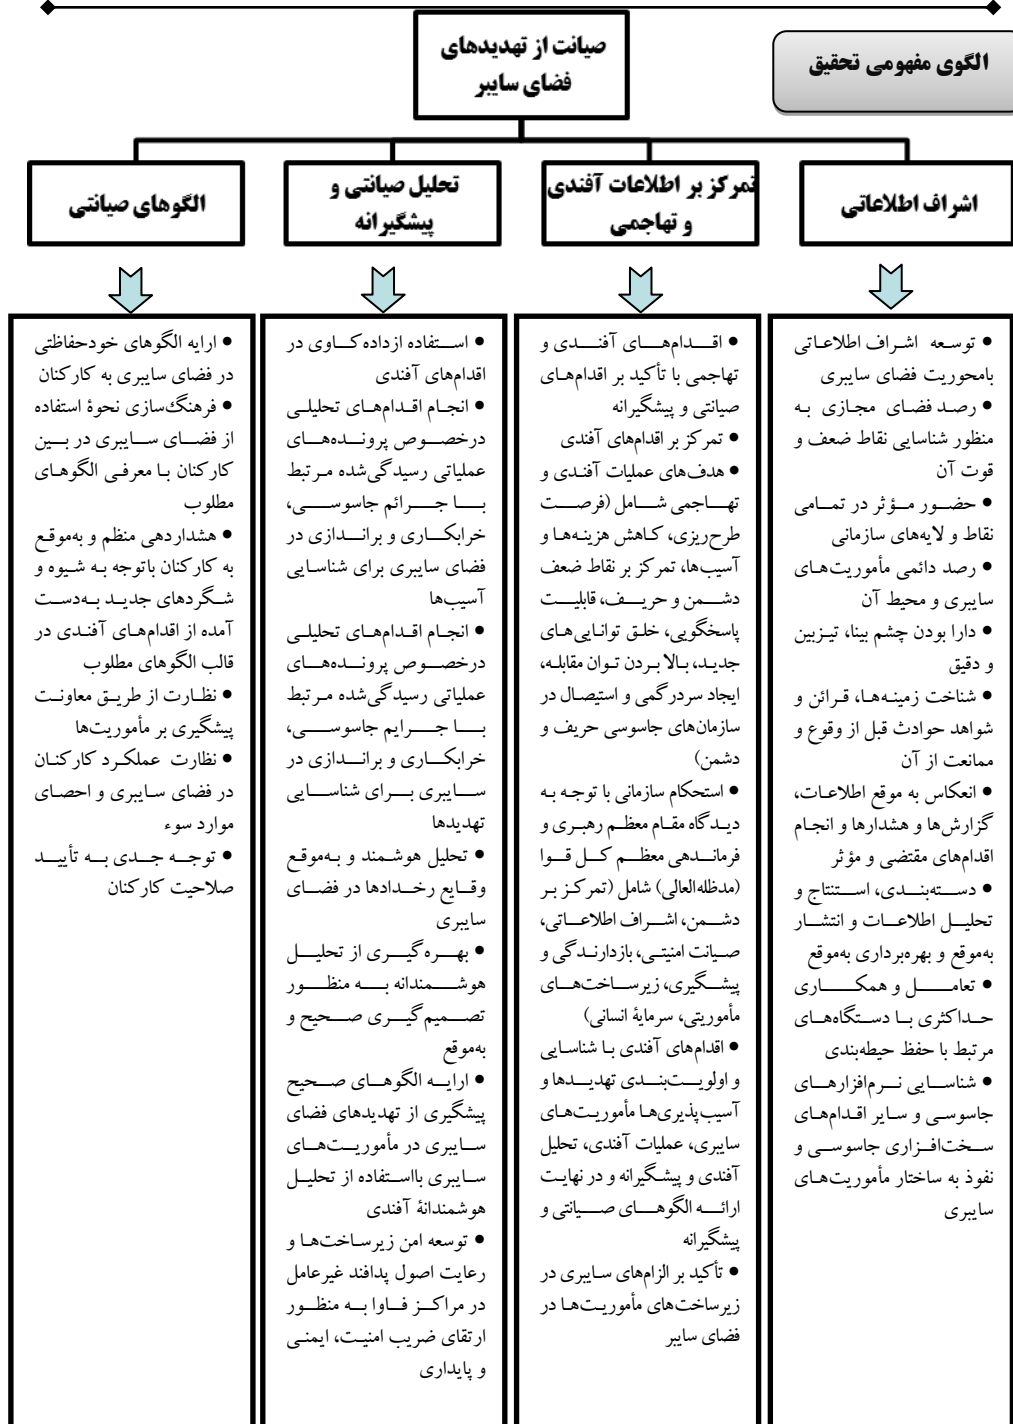 صیانت از تهدیدهای
فضای سایبر
الگوی مفهومی تحقیق
اشراف اطلاعاتی
تمرکز بر اطلاعات آفندی
و تهاجمی
تحلیل صیانتی و
پیشگیرانه
الگوهای صیانتی
• توسعه اشراف اطلاعاتی
بامحوریت فضای سایبری
• رصد فضای مجازی به
منظور شناسایی نقاط ضعف و
قوت آن
• حضور مؤثر در تمامی
نقاط و لایه‌های سازمانی
• رصد دائمی مأموریت‌های
سایبری و محیط آن
• دارا بودن چشم بینا، تیزبین
و دقیق
• شناخت زمینه‌ها، قرائن و
شواهد حوادث قبل از وقوع و
ممانعت از آن
• انعکاس به موقع اطلاعات،
گزارش‌ها و هشدارها و انجام
اقدام‌های مقتضی و مؤثر
• دسته‌بندی، استنتاج و
تحلیل اطلاعات و انتشار
به‌موقع و بهره‌برداری به‌موقع
• تعامل و همکاری
حداکثری با دستگاه‌های
مرتبط با حفظ حیطه‌بندی
• شناسایی نرم‌افزارهای
جاسوسی و سایر اقدام‌های
سخت‌افزاری جاسوسی و
نفوذ به ساختار مأموریت‌های
سایبری
• اقدام‌های آفندی و
تهاجمی با تأکید بر اقدام‌های
صیانتی و پیشگیرانه
• تمرکز بر اقدام‌های آفندی
• هدف‌های عملیات آفندی و
تهاجمی شامل (فرصت
طرح‌ریزی، کاهش هزینه‌ها و
آسیب‌ها، تمرکز بر نقاط ضعف
دشمن و حریف، قابلیت
پاسخگویی، خلق توانایی‌های
جدید، بالا بردن توان مقابله،
ایجاد سردرگمی و استیصال در
سازمان‌های جاسوسی حریف و
دشمن)
• استحکام سازمانی با توجه به
دیدگاه مقام معظم رهبری و
فرماندهی معظم کل قوا
(مدظله‌العالی) شامل (تمرکز بر
دشمن، اشراف اطلاعاتی،
صیانت امنیتی، بازدارندگی و
پیشگیری، زیرساخت‌های
مأموریتی، سرمایهٔ انسانی)
• اقدام‌های آفندی با شناسایی
و اولویت‌بندی تهدیدها و
آسیب‌پذیری‌ها مأموریت‌های
سایبری، عملیات آفندی، تحلیل
آفندی و پیشگیرانه و در نهایت
ارائه الگوهای صیانتی و
پیشگیرانه
• تأکید بر الزام‌های سایبری در
زیرساخت‌های مأموریت‌ها در
فضای سایبر
• استفاده ازداده‌کاوی در
اقدام‌های آفندی
• انجام اقدام‌های تحلیلی
درخصوص پرونده‌های
عملیاتی رسیدگی‌شده مرتبط
با جرائم جاسوسی،
خرابکاری و براندازی در
فضای سایبری برای شناسایی
آسیب‌ها
• انجام اقدام‌های تحلیلی
درخصوص پرونده‌های
عملیاتی رسیدگی‌شده مرتبط
با جرایم جاسوسی،
خرابکاری و براندازی در
سایبری برای شناسایی
تهدیدها
• تحلیل هوشمند و به‌موقع
وقایع رخدادها در فضای
سایبری
• بهره‌گیری از تحلیل
هوشمندانه به منظور
تصمیم‌گیری صحیح و
به‌موقع
• ارایه الگوهای صحیح
پیشگیری از تهدیدهای فضای
سایبری در مأموریت‌های
سایبری بااستفاده از تحلیل
هوشمندانهٔ آفندی
• توسعه امن زیرساخت‌ها و
رعایت اصول پدافند غیرعامل
در مراکز فاوا به منظور
ارتقای ضریب امنیت، ایمنی
و پایداری
• ارایه الگوهای خودحفاظتی
در فضای سایبری به کارکنان
• فرهنگ‌سازی نحوهٔ استفاده
از فضای سایبری در بین
کارکنان با معرفی الگوهای
مطلوب
• هشداردهی منظم و به‌موقع
به کارکنان باتوجه به شیوه و
شگردهای جدید به‌دست
آمده از اقدام‌های آفندی در
قالب الگوهای مطلوب
• نظارت از طریق معاونت
پیشگیری بر مأموریت‌ها
• نظارت عملکرد کارکنان
در فضای سایبری و احصای
موارد سوء
• توجه جدی به تأیید
صلاحیت کارکنان